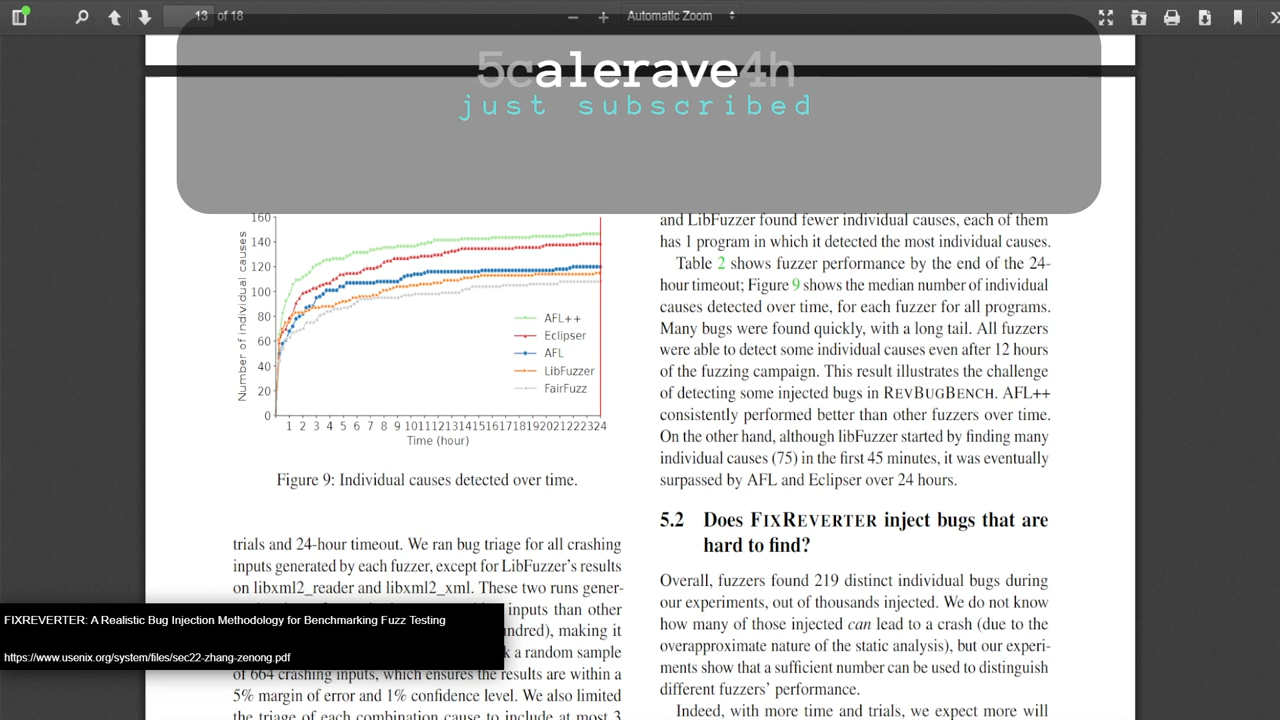 13 of 18
Automatic Zoom
5calerave4h
just subscribed
160
140
120
100
80
60
40
20
0
Number of individual causes
AFL++
Eclipser
AFL
LibFuzzer
FairFuzz
1 2 3 4 5 6 7 8 9 101112131415161718192021222324
Time (hour)
Figure 9: Individual causes detected over time.
trials and 24-hour timeout. We ran bug triage for all crashing
inputs generated by each fuzzer, except for LibFuzzer's results
on libxml2_reader and libxml2_xml. These two runs gener-
inputs than other
undred), making it
k a random sample
of 664 crashing inputs, which ensures the results are within a
5% margin of error and 1% confidence level. We also limited
the triage of each combination cause to include at most 3
and LibFuzzer found fewer individual causes, each of them
has 1 program in which it detected the most individual causes.
Table 2 shows fuzzer performance by the end of the 24-
hour timeout; Figure 9 shows the median number of individual
causes detected over time, for each fuzzer for all programs.
Many bugs were found quickly, with a long tail. All fuzzers
were able to detect some individual causes even after 12 hours
of the fuzzing campaign. This result illustrates the challenge
of detecting some injected bugs in REVBUGBENCH. AFL++
consistently performed better than other fuzzers over time.
On the other hand, although libFuzzer started by finding many
individual causes (75) in the first 45 minutes, it was eventually
surpassed by AFL and Eclipser over 24 hours.
5.2 Does FIXREVERTER inject bugs that are
hard to find?
Overall, fuzzers found 219 distinct individual bugs during
our experiments, out of thousands injected. We do not know
how many of those injected can lead to a crash (due to the
overapproximate nature of the static analysis), but our experi-
ments show that a sufficient number can be used to distinguish
different fuzzers' performance.
Indeed, with more time and trials, we expect more will
FIXREVERTER: A Realistic Bug Injection Methodology for Benchmarking Fuzz Testing
https://www.usenix.org/system/files/sec22-zhang-zenong.pdf